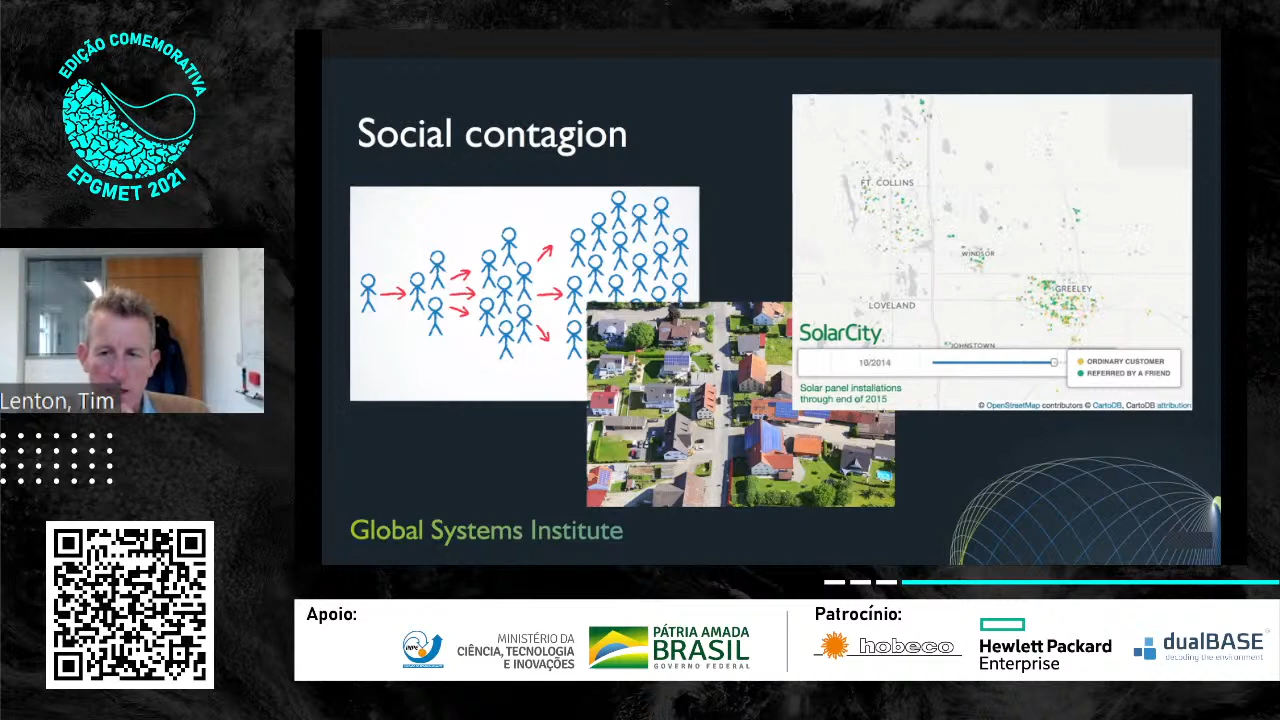 EDIÇÃO COMEMORATIVA
EPGMET 2021
Lenton, Tim
Social contagion
FT. COLLINS
WINDSOR
GREELEY
LOVELAND
JOHNSTOWN
SolarCity
10/2014
ORDINARY CUSTOMER
REFERRED BY A FRIEND
Solar panel installations
through end of 2015
© OpenStreetMap contributors © CartoDB, CartoDB attribution
Global Systems Institute
Apoio:
INPE
MINISTÉRIO DA
CIÊNCIA, TECNOLOGIA
E INOVAÇÕES
PÁTRIA AMADA
BRASIL
GOVERNO FEDERAL
Patrocínio:
hobeco
Hewlett Packard
Enterprise
dualBASE
decoding the environment